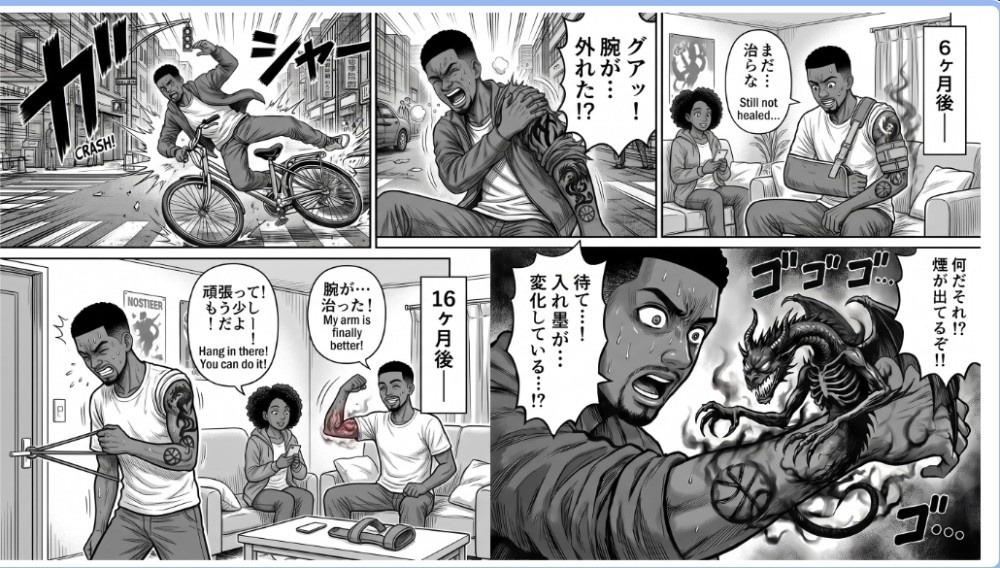 ガ
シャー
CRASH!
グアッ!
腕が…
外れた!?
6ヶ月後―
まだ…
治らな
Still not
healed...
NOSTIEER
頑張って!
もう少しー
!だよ!
Hang in there!
You can do it!
腕が…
治った!
My arm is
finally
better!
16ヶ月後―
待て…!
入れ墨が…
変化している…!?
ゴゴゴ…
何だそれ!?
煙が出てるぞ!!
ゴ…